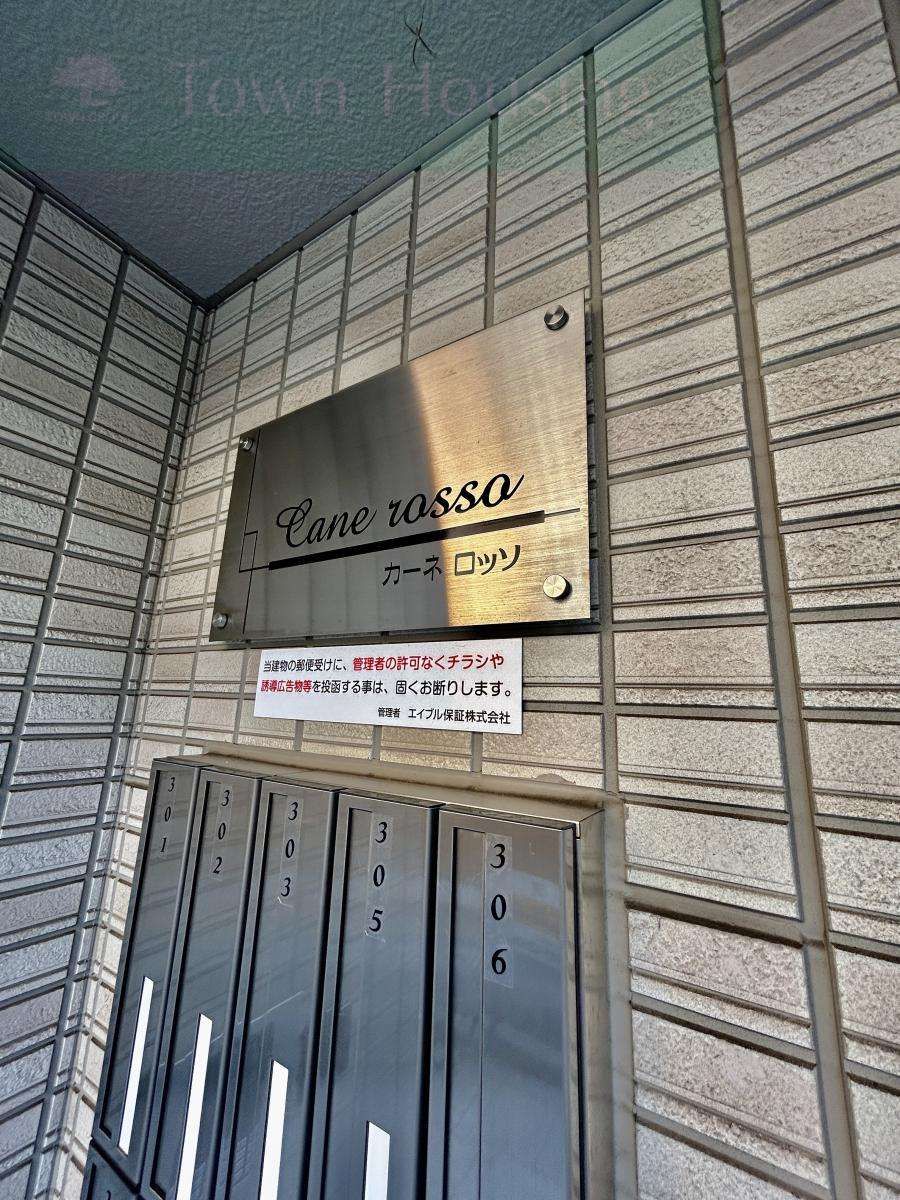 Town Housing
Cane rosso
カーネ ロッソ
当建物の郵便受けに、管理者の許可なくチラシや
誘導広告物等を投函する事は、固くお断りします。
管理者 エイブル保証株式会社
301 302 303 305 306